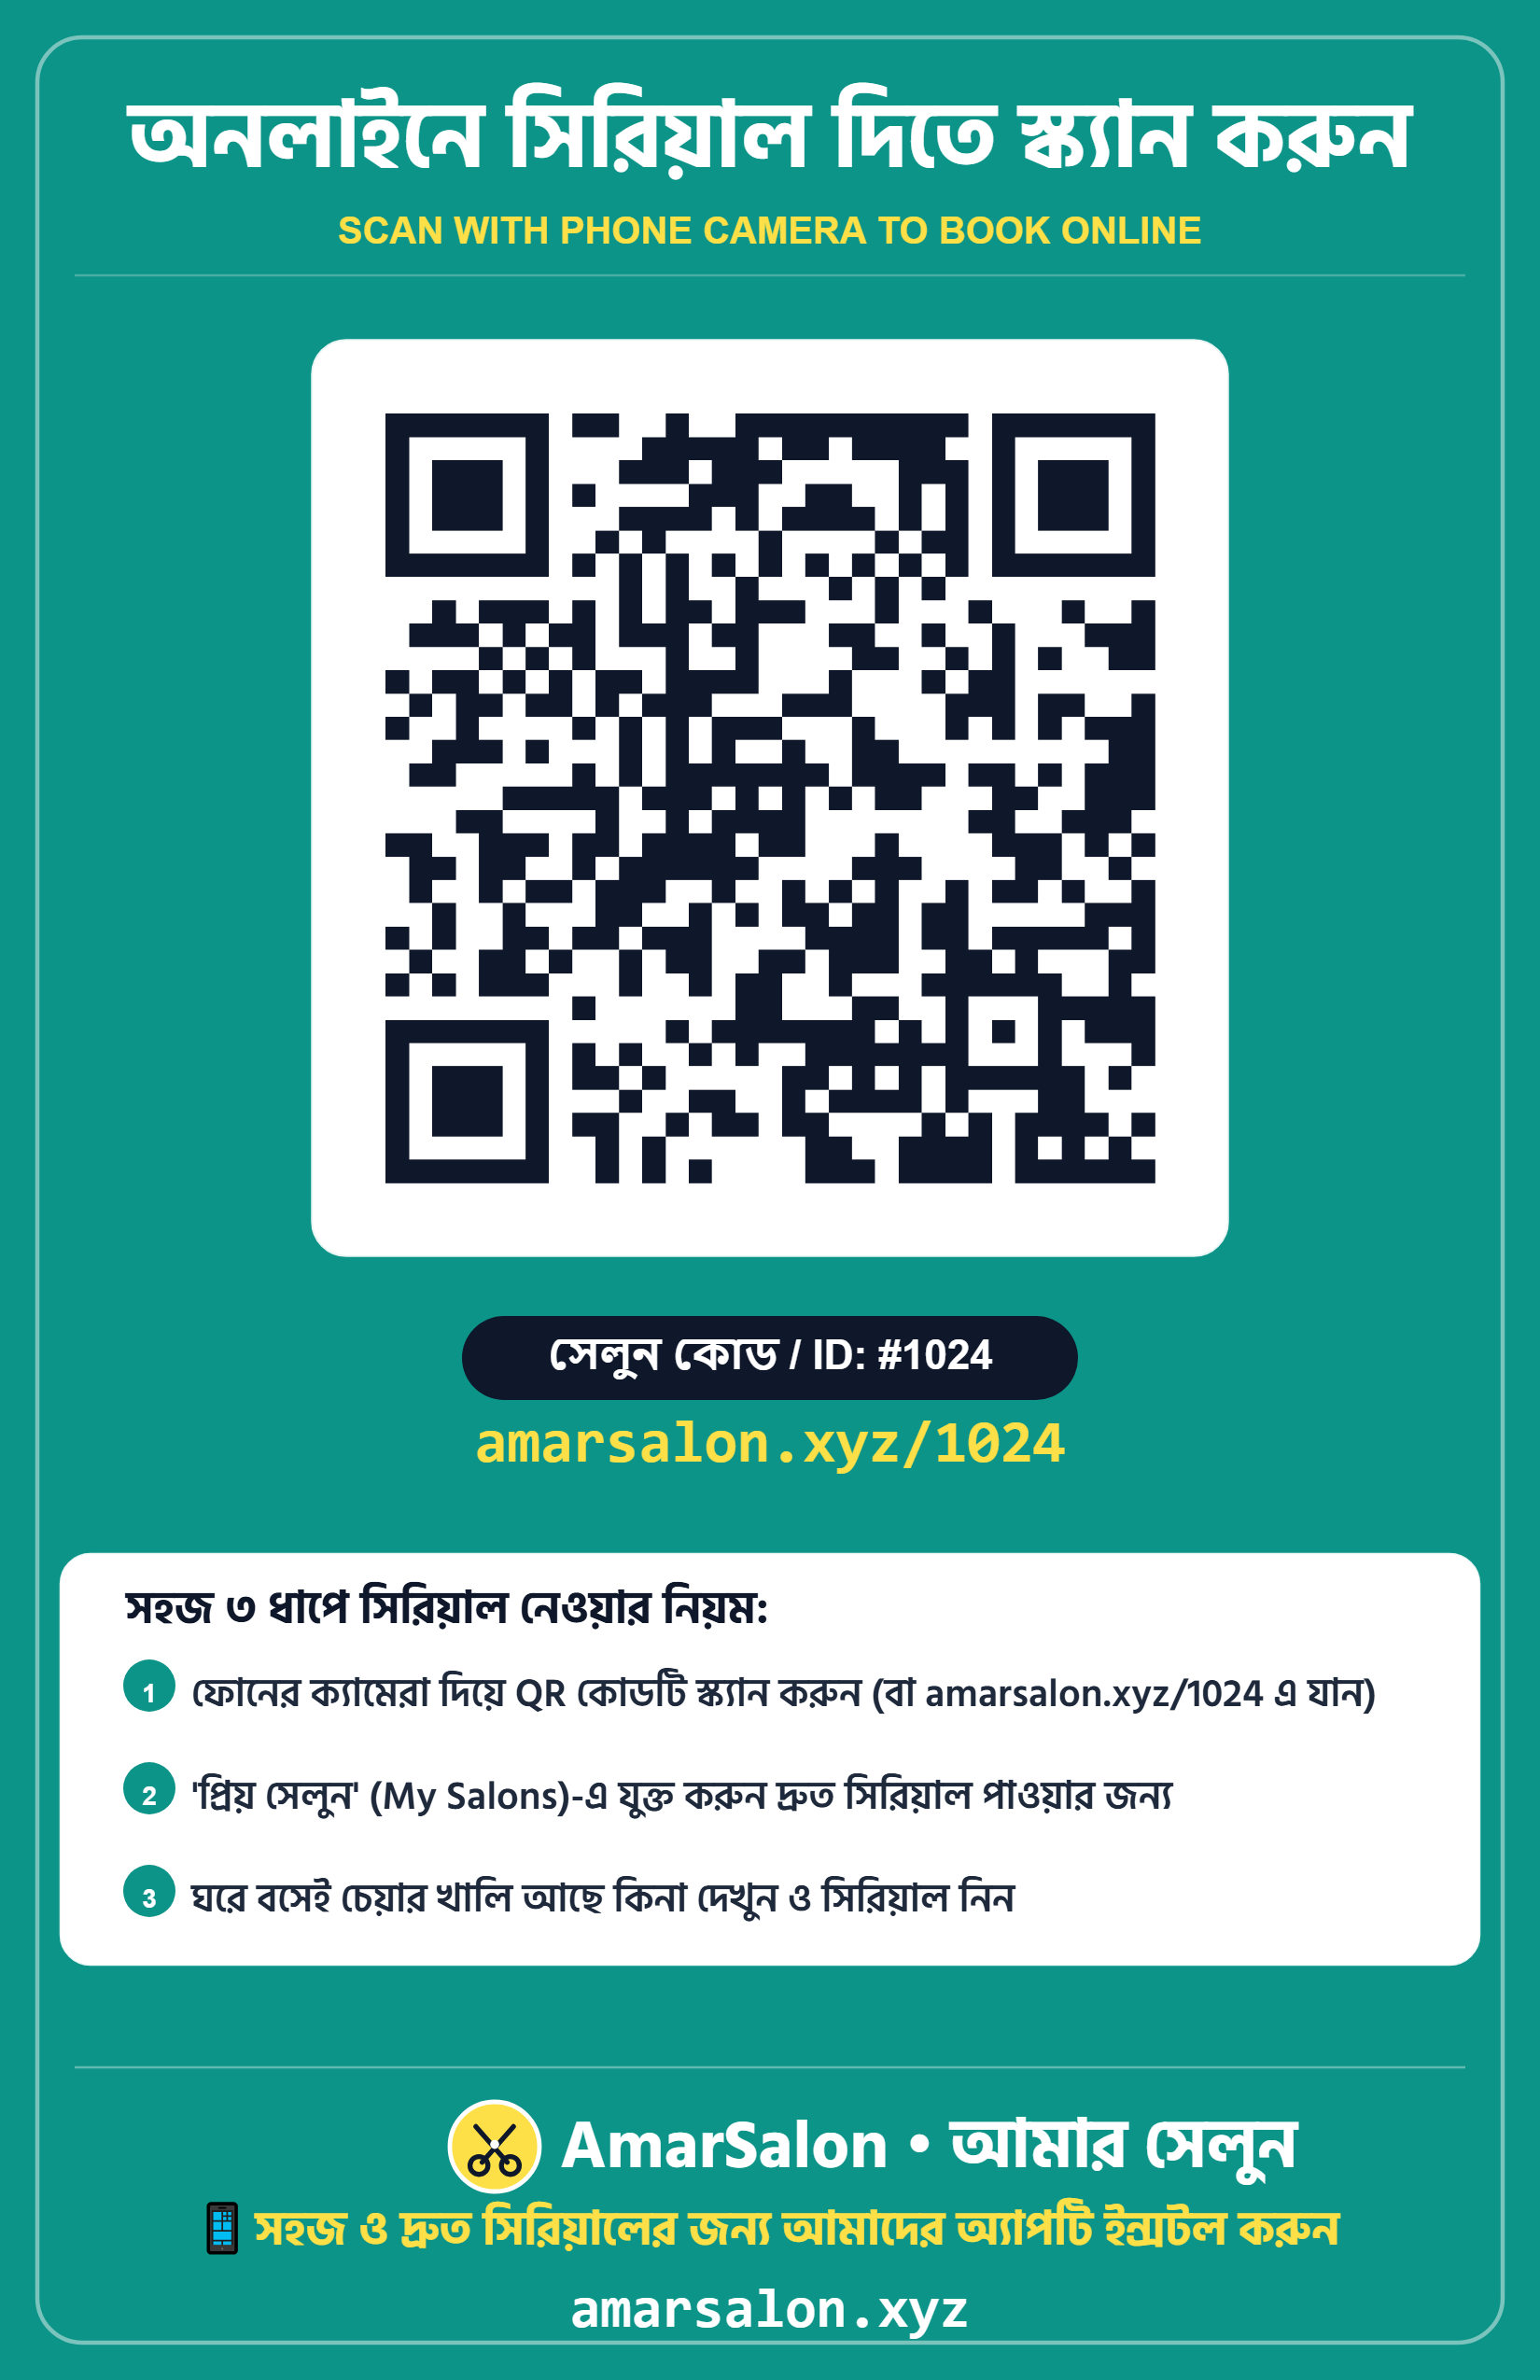 অনলাইনে সিরিয়াল দিতে স্ক্যান করুন
SCAN WITH PHONE CAMERA TO BOOK ONLINE
সেলুন কোড / ID: #1024
amarsalon.xyz/1024
সহজ ৩ ধাপে সিরিয়াল নেওয়ার নিয়ম:
1 ফোনের ক্যামেরা দিয়ে QR কোডটি স্ক্যান করুন (বা amarsalon.xyz/1024 এ যান)
2 'প্রিয় সেলুন' (My Salons)-এ যুক্ত করুন দ্রুত সিরিয়াল পাওয়ার জন্য
3 ঘরে বসেই চেয়ার খালি আছে কিনা দেখুন ও সিরিয়াল নিন
AmarSalon • আমার সেলুন
সহজ ও দ্রুত সিরিয়ালের জন্য আমাদের অ্যাপটি ইন্সটল করুন
amarsalon.xyz